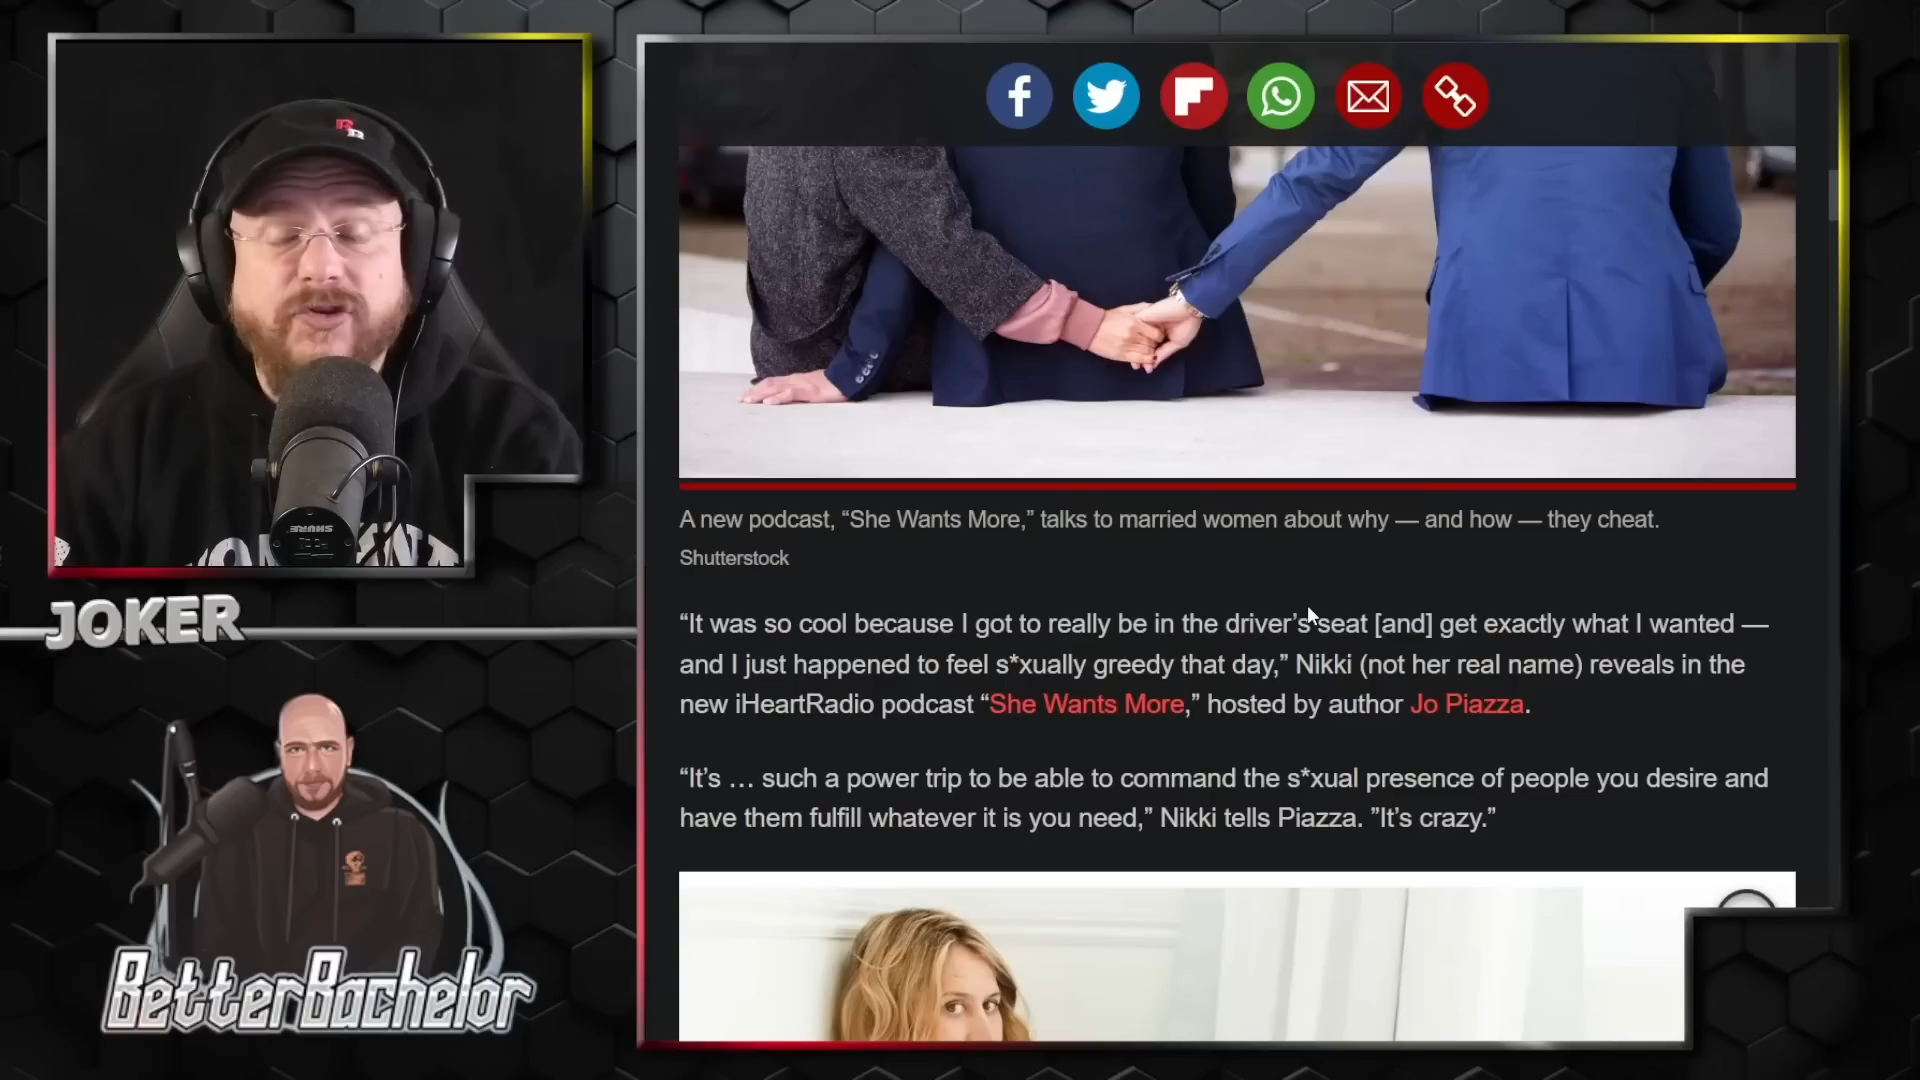 JOKER
BetterBachelor
SHURE
A new podcast, “She Wants More,” talks to married women about why — and how — they cheat.
Shutterstock
“It was so cool because I got to really be in the driver’s seat [and] get exactly what I wanted —
and I just happened to feel s*xually greedy that day,” Nikki (not her real name) reveals in the
new iHeartRadio podcast “She Wants More,” hosted by author Jo Piazza.
“It’s … such a power trip to be able to command the s*xual presence of people you desire and
have them fulfill whatever it is you need,” Nikki tells Piazza. ”It’s crazy.”